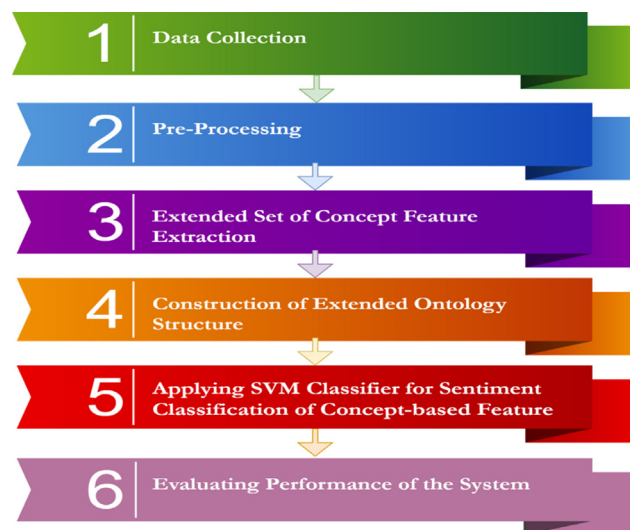 1
Data Collection
2
Pre-Processing
3
Extended Set of Concept Feature
Extraction
4
Construction of Extended Ontology
Structure
5
Applying SVM Classifier for Sentiment
Classification of Concept-based Feature
6
Evaluating Performance of the System